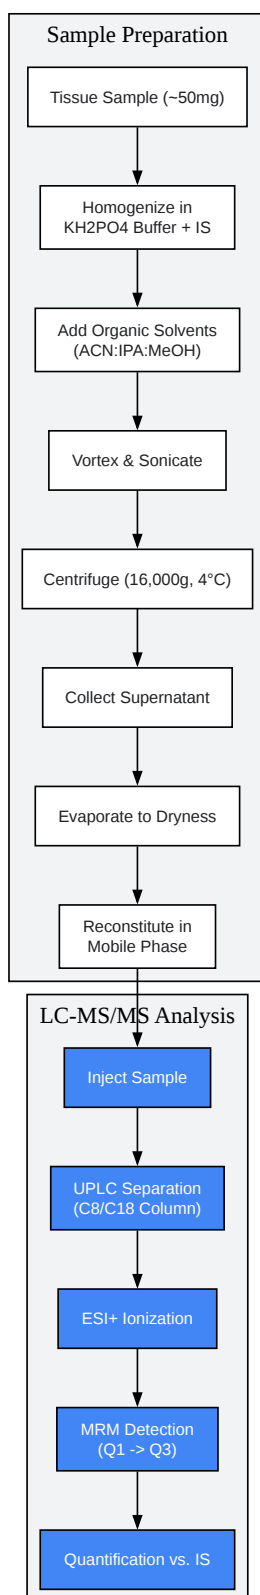 Sample Preparation
Tissue Sample (~50mg)
Homogenize in
KH2PO4 Buffer + IS
Add Organic Solvents
(ACN:IPA:MeOH)
Vortex & Sonicate
Centrifuge (16,000g, 4°C)
Collect Supernatant
Evaporate to Dryness
Reconstitute in
Mobile Phase
LC-MS/MS Analysis
Inject Sample
UPLC Separation
(C8/C18 Column)
ESI+ Ionization
MRM Detection
(Q1 -> Q3)
Quantification vs. IS